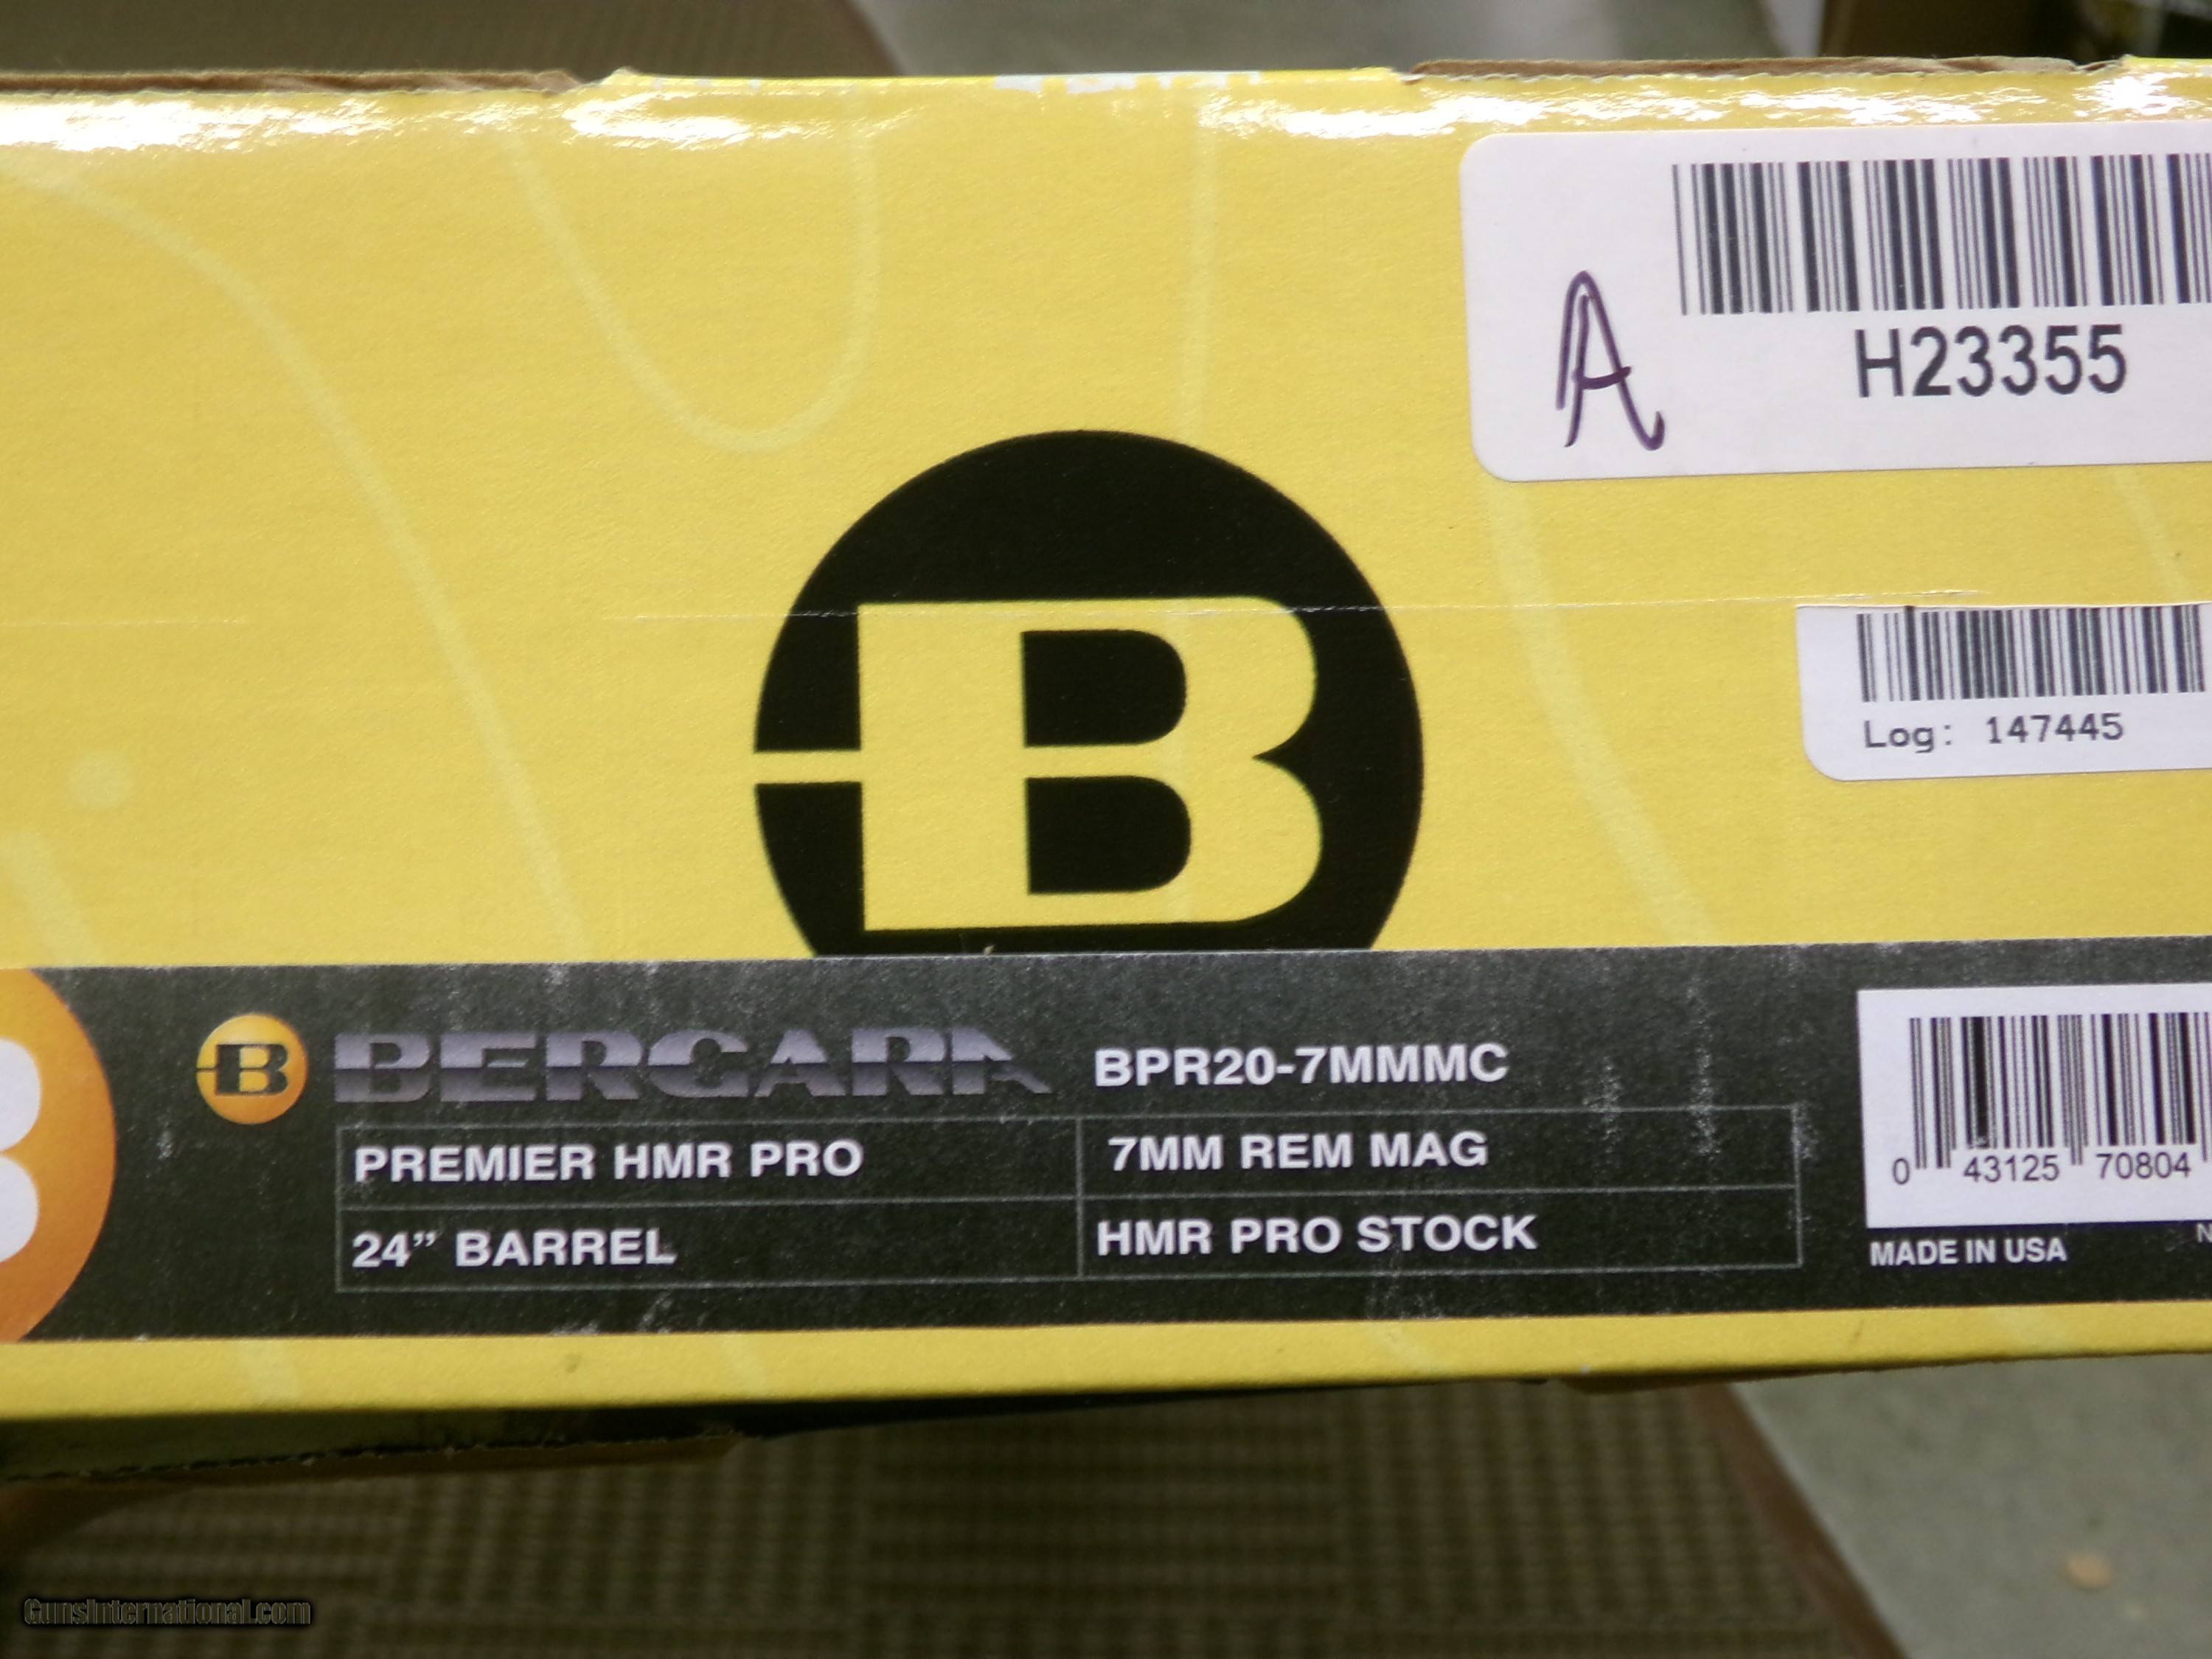 A
H23355
B
Log: 147445
B BERGARA BPR20-7MMMC
PREMIER HMR PRO 7MM REM MAG
24” BARREL HMR PRO STOCK
0 43125 70804
MADE IN USA
GunsInternational.com